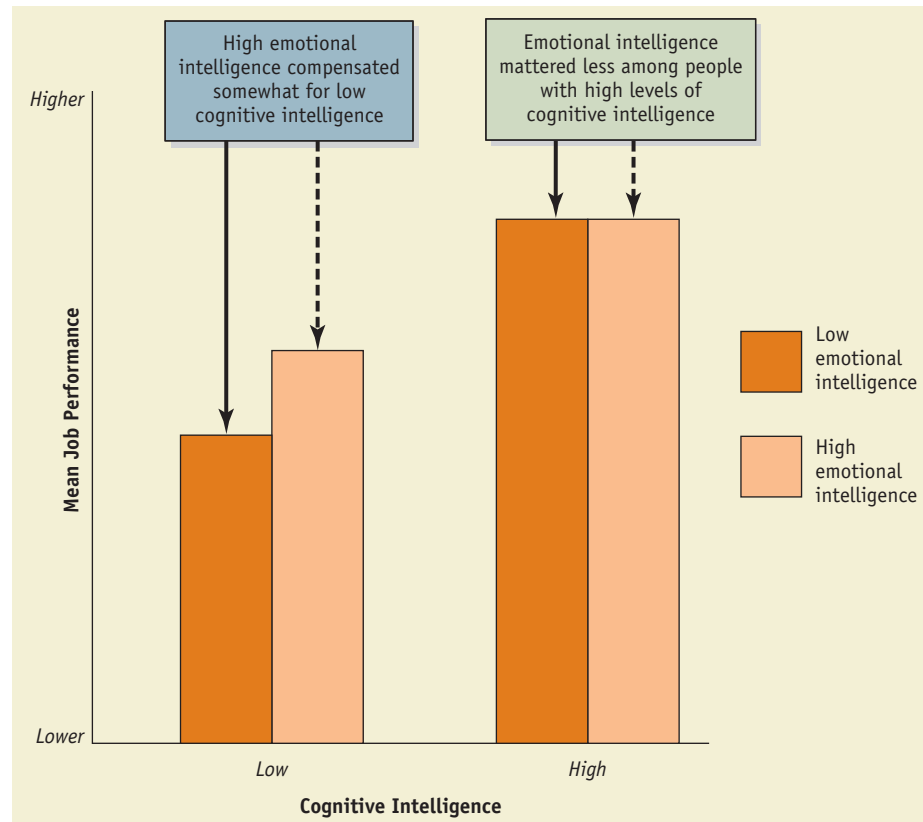 High emotional
intelligence compensated
somewhat for low
cognitive intelligence
Emotional intelligence
mattered less among people
with high levels of
cognitive intelligence
Higher
Mean Job Performance
Low
emotional
intelligence
High
emotional
intelligence
Lower
Low
High
Cognitive Intelligence